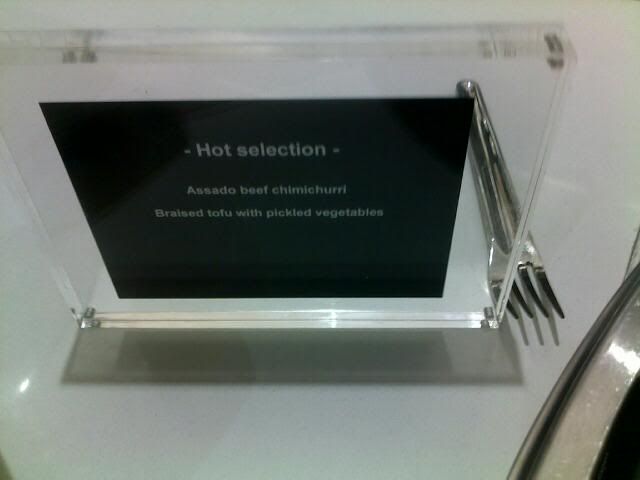 - Hot selection -
Assado beef chimichurri
Braised tofu with pickled vegetables